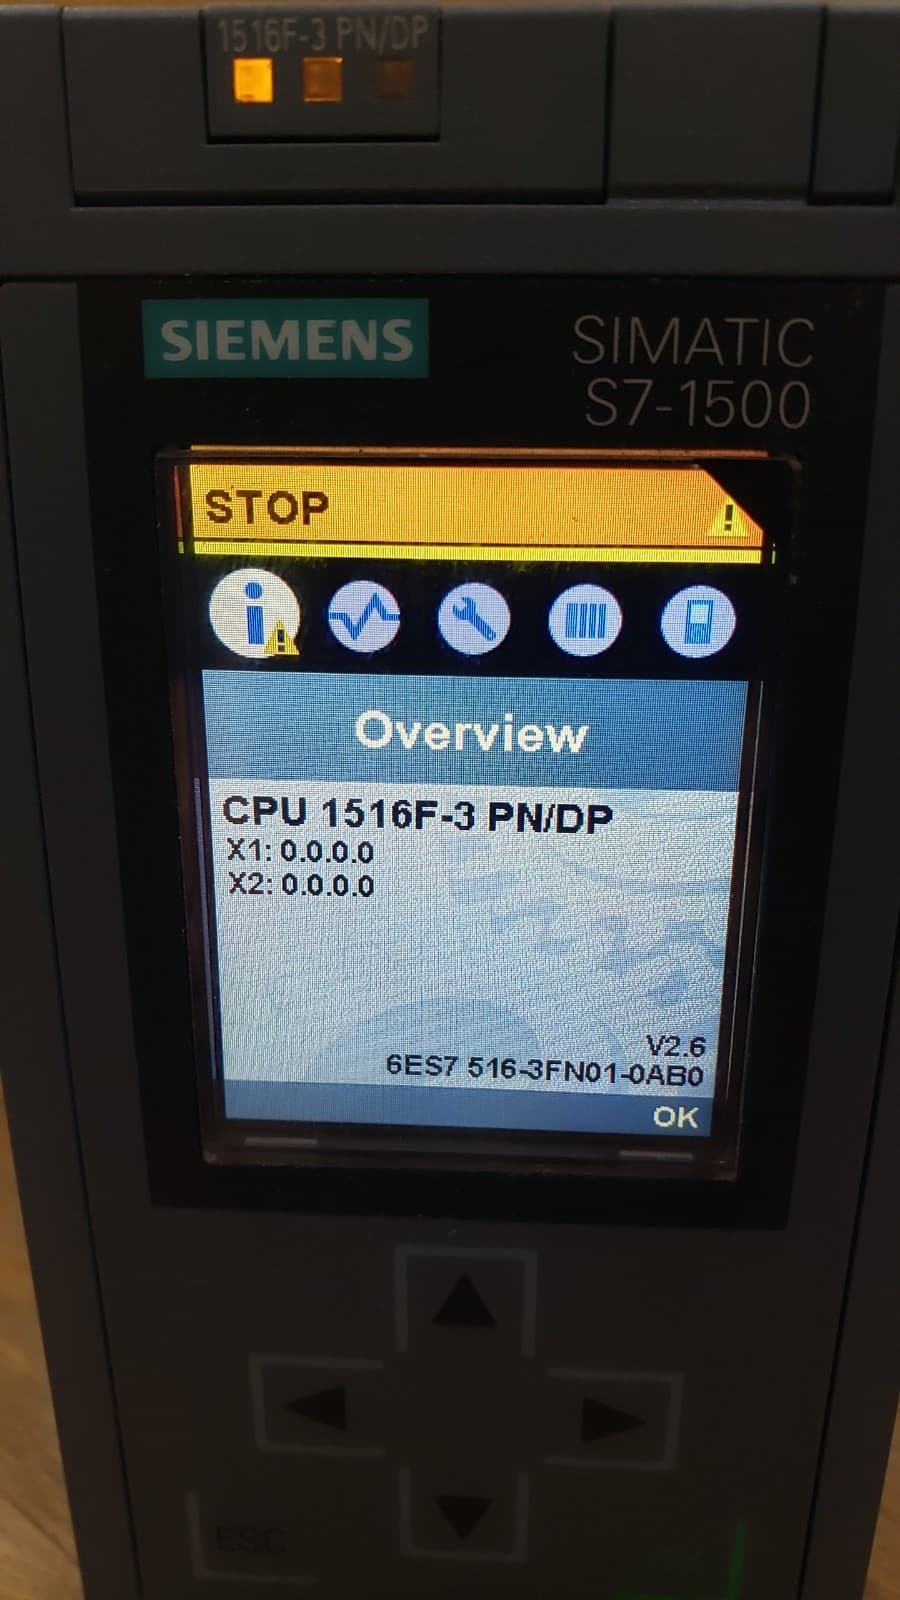 1516F-3 PN/DP
SIEMENS
SIMATIC
S7-1500
STOP
Overview
CPU 1516F-3 PN/DP
X1: 0.0.0.0
X2: 0.0.0.0
V2.6
6ES7 516-3FN01-0AB0
OK
ESC